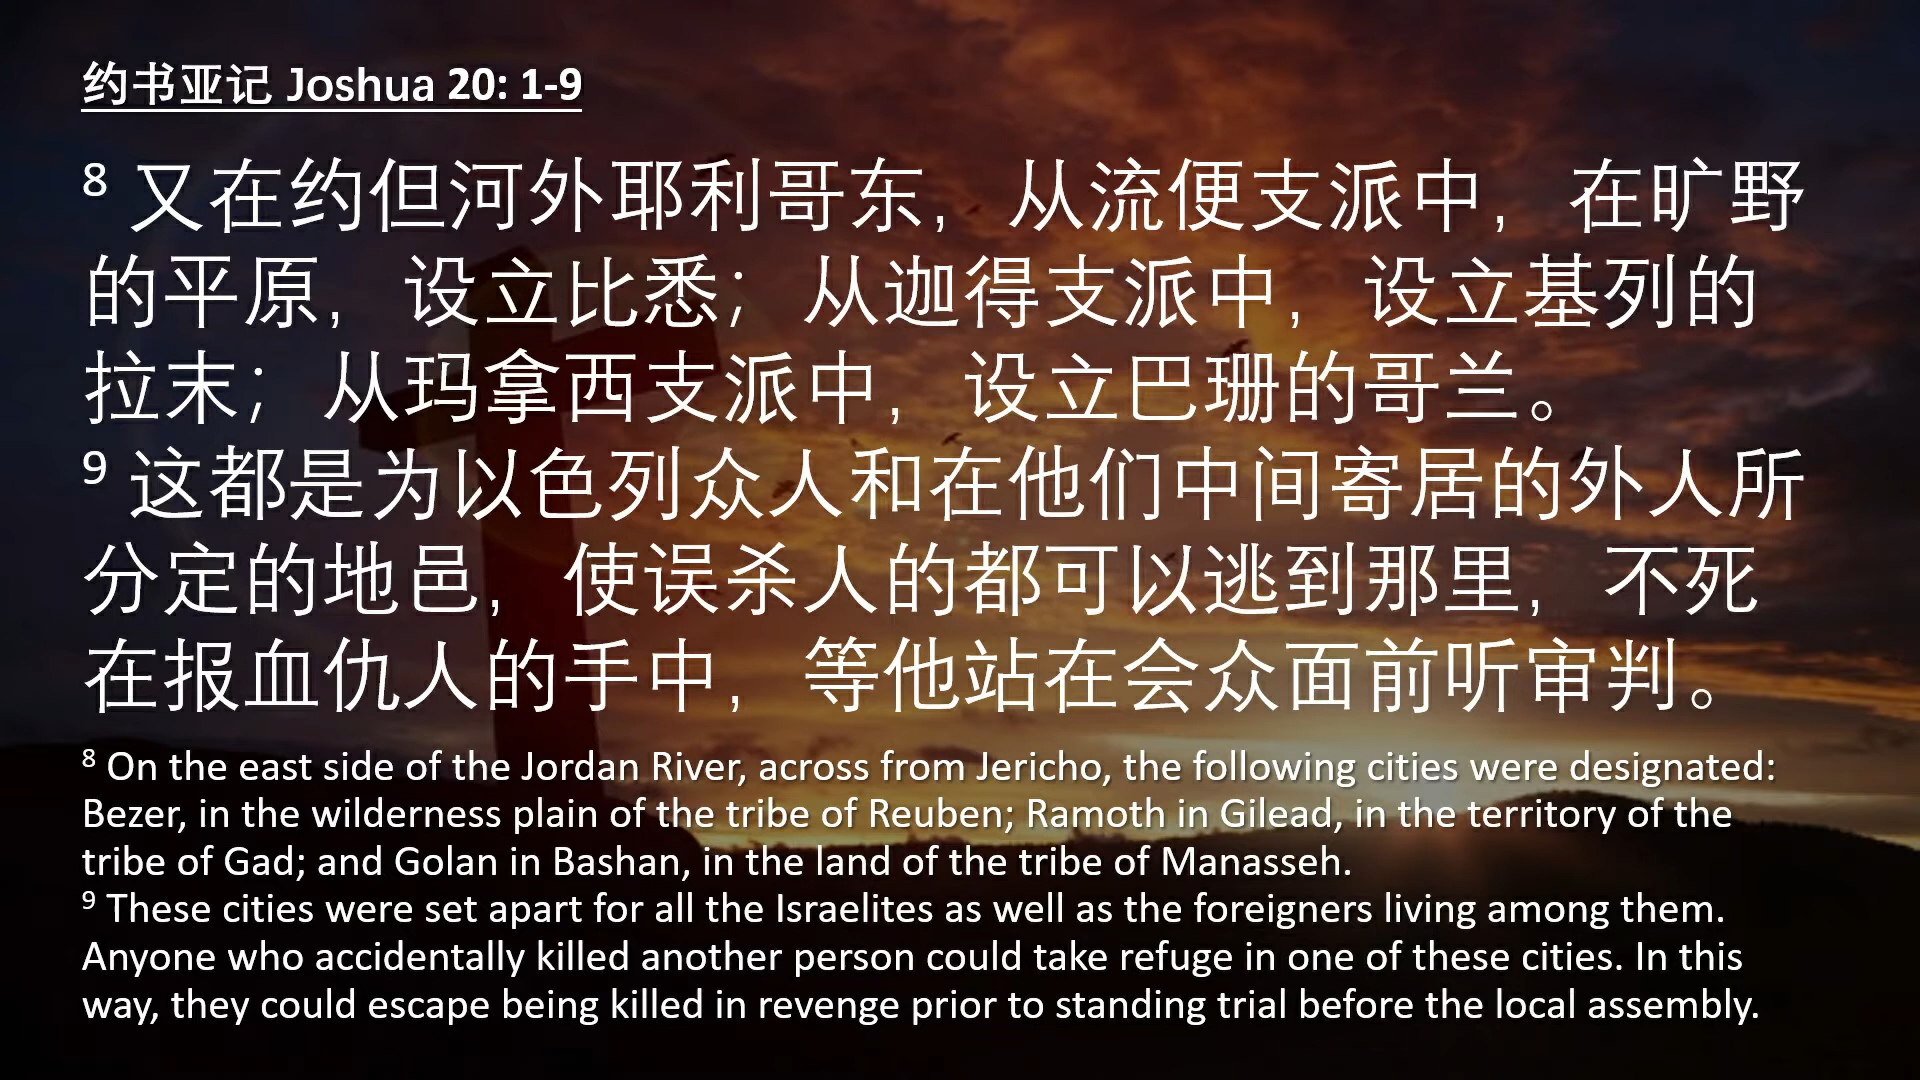 约书亚记 Joshua 20: 1-9
8 又在约但河外耶利哥东，从流便支派中，在旷野
的平原，设立比悉；从迦得支派中，设立基列的
拉末；从玛拿西支派中，设立巴珊的哥兰。
9 这都是为以色列众人和在他们中间寄居的外人所
分定的地邑，使误杀人的都可以逃到那里，不死
在报血仇人的手中，等他站在会众面前听审判。
8 On the east side of the Jordan River, across from Jericho, the following cities were designated:
Bezer, in the wilderness plain of the tribe of Reuben; Ramoth in Gilead, in the territory of the
tribe of Gad; and Golan in Bashan, in the land of the tribe of Manasseh.
9 These cities were set apart for all the Israelites as well as the foreigners living among them.
Anyone who accidentally killed another person could take refuge in one of these cities. In this
way, they could escape being killed in revenge prior to standing trial before the local assembly.